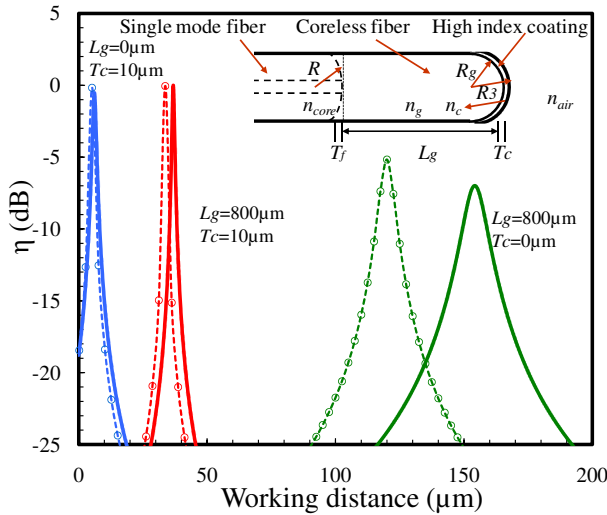 Single mode fiber Coreless fiber High index coating
Lg=0µm
Tc=10µm
R Rg R3
ncore ng nc nair
Tf Lg Tc
Lg=800µm
Tc=10µm
Lg=800µm
Tc=0µm
η (dB)
5
0
-5
-10
-15
-20
-25
0 50 100 150 200
Working distance (µm)